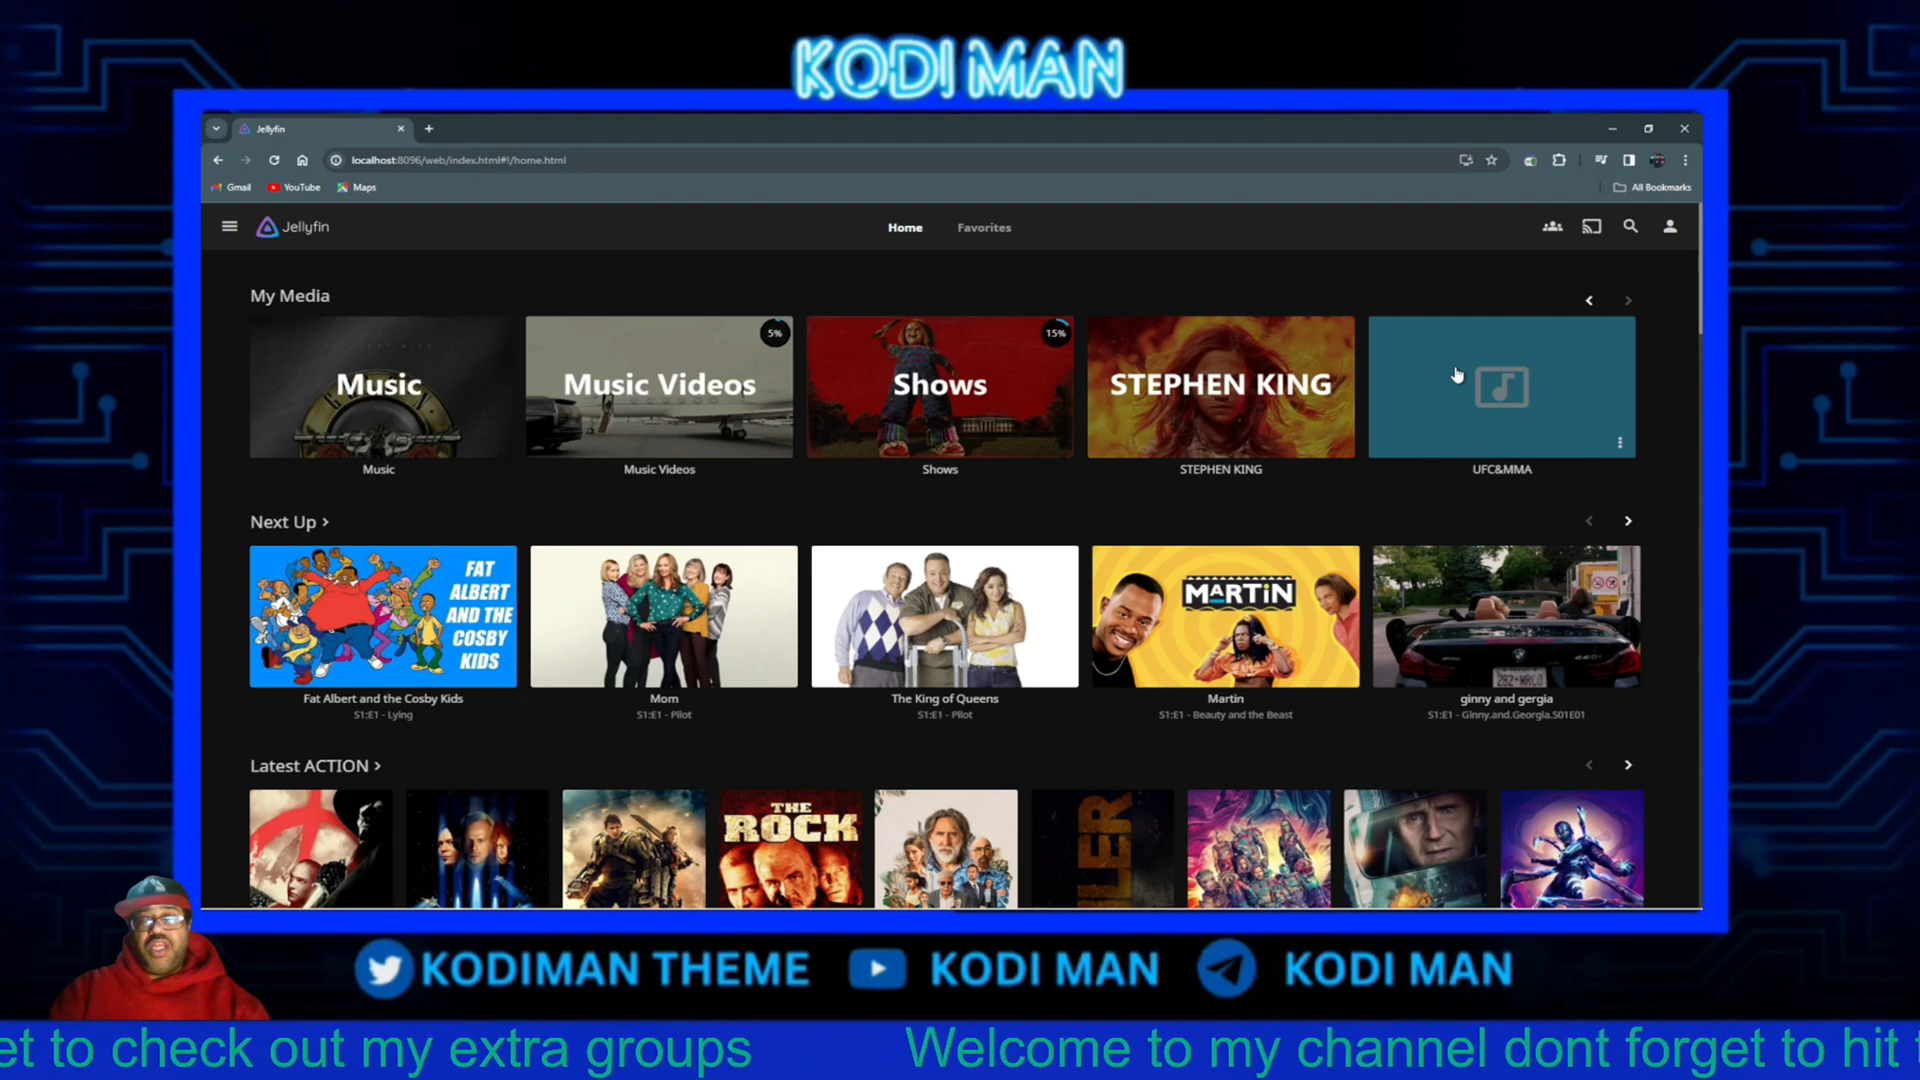 KODI MAN
Jellyfin
localhost:8096/web/index.html#!/home.html
Gmail YouTube Maps All Bookmarks
Jellyfin Home Favorites
My Media
5%
15%
Music
Music Videos
Shows
STEPHEN KING
Music
Music Videos
Shows
STEPHEN KING
UFC&MMA
Next Up
FAT
ALBERT
AND THE
COSBY
KIDS
MARTIN
282-WRCO
Fat Albert and the Cosby Kids
S1:E1 - Lying
Mom
S1:E1 - Pilot
The King of Queens
S1:E1 - Pilot
Martin
S1:E1 - Beauty and the Beast
ginny and gergia
S1:E1 - Ginny.and.Georgia.S01E01
Latest ACTION
THE
ROCK
KODIMAN THEME KODI MAN KODI MAN
et to check out my extra groups Welcome to my channel dont forget to hit